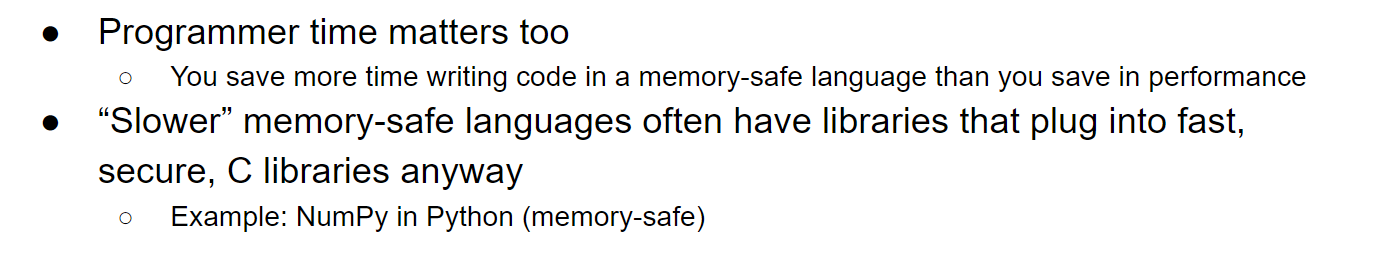 ● Programmer time matters too
○ You save more time writing code in a memory-safe language than you save in performance
● “Slower” memory-safe languages often have libraries that plug into fast,
secure, C libraries anyway
○ Example: NumPy in Python (memory-safe)